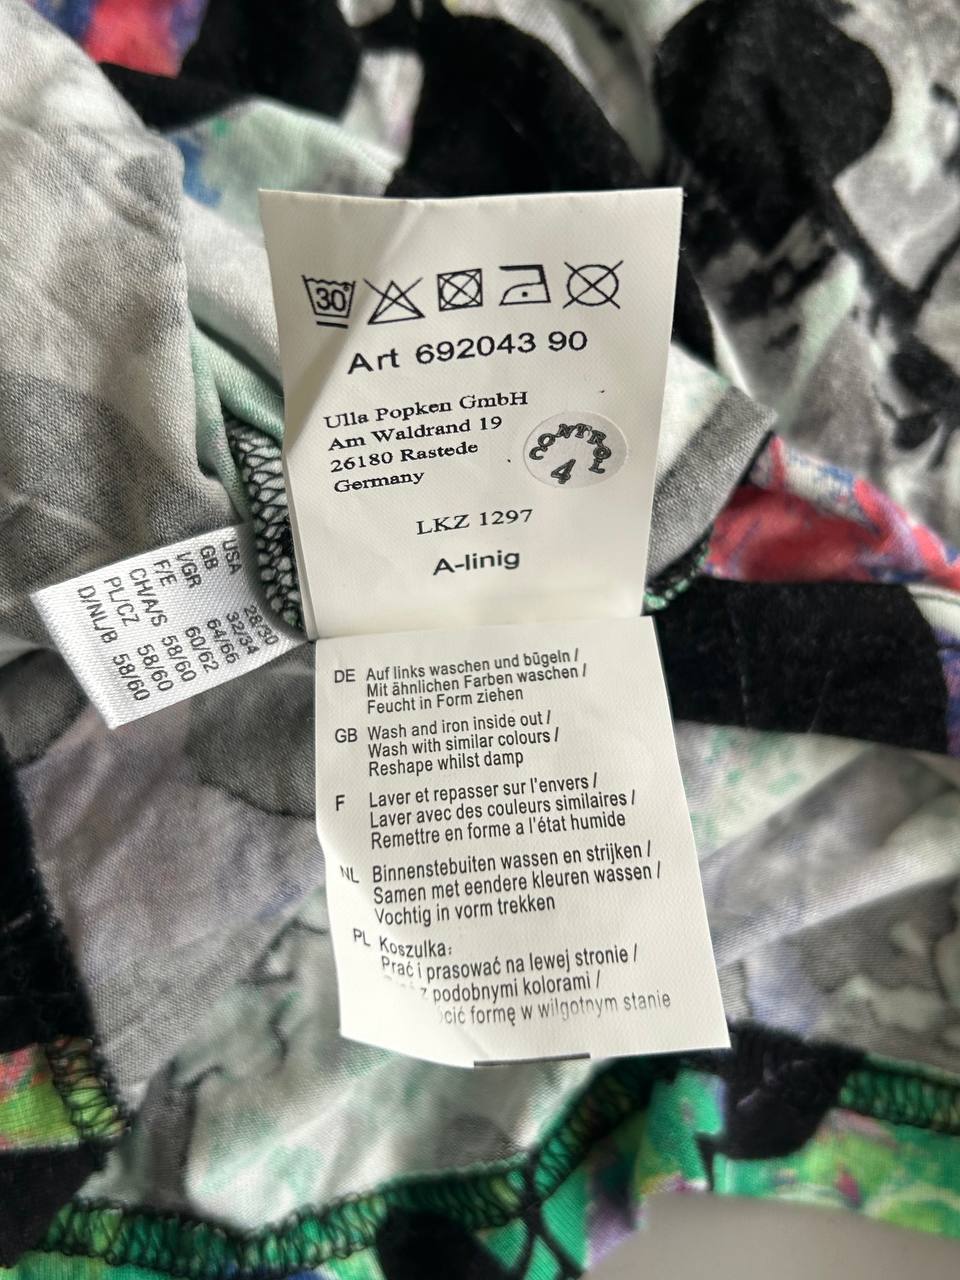 30
Art 692043 90
Ulla Popken GmbH
Am Waldrand 19
26180 Rastede
Germany
CONTROL
4
LKZ 1297
A-linig
USA 28/30
GB 32/34
I/GR 64/66
F/E 60/62
CH/A/S 58/60
PL/CZ 58/60
D/NL/B 58/60
DE Auf links waschen und bügeln /
Mit ähnlichen Farben waschen /
Feucht in Form ziehen
GB Wash and iron inside out /
Wash with similar colours /
Reshape whilst damp
F Laver et repasser sur l'envers /
Laver avec des couleurs similaires /
Remettre en forme a l'état humide
NL Binnenstebuiten wassen en strijken /
Samen met eendere kleuren wassen /
Vochtig in vorm trekken
PL Koszulka:
Prać i prasować na lewej stronie /
z podobnymi kolorami /
formę w wilgotnym stanie